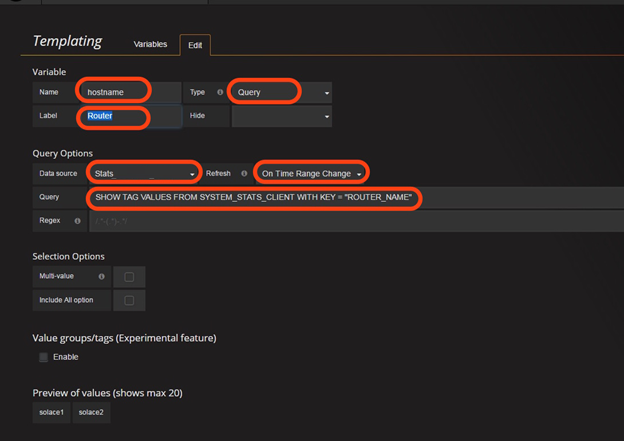 Templating Variables Edit
Variable
Name hostname Type Query
Label Router Hide
Query Options
Data source Stats_ _ Refresh On Time Range Change
Query SHOW TAG VALUES FROM SYSTEM_STATS_CLIENT WITH KEY = "ROUTER_NAME"
Regex
Selection Options
Multi-value
Include All option
Value groups/tags (Experimental feature)
Enable
Preview of values (shows max 20)
solace1 solace2